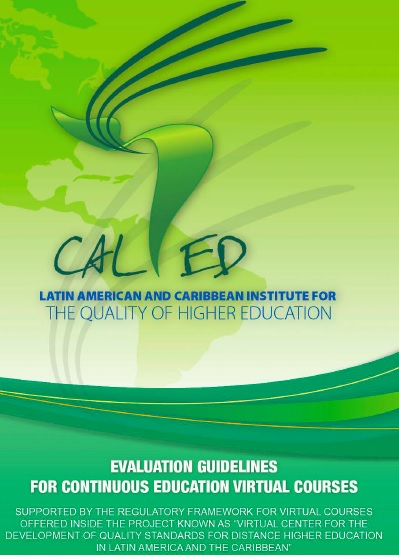 CAL ED
LATIN AMERICAN AND CARIBBEAN INSTITUTE FOR
THE QUALITY OF HIGHER EDUCATION
EVALUATION GUIDELINES
FOR CONTINUOUS EDUCATION VIRTUAL COURSES
SUPPORTED BY THE REGULATORY FRAMEWORK FOR VIRTUAL COURSES
OFFERED INSIDE THE PROJECT KNOWN AS "VIRTUAL CENTER FOR THE
DEVELOPMENT OF QUALITY STANDARDS FOR DISTANCE HIGHER EDUCATION
IN LATIN AMERICA AND THE CARIBBEAN"